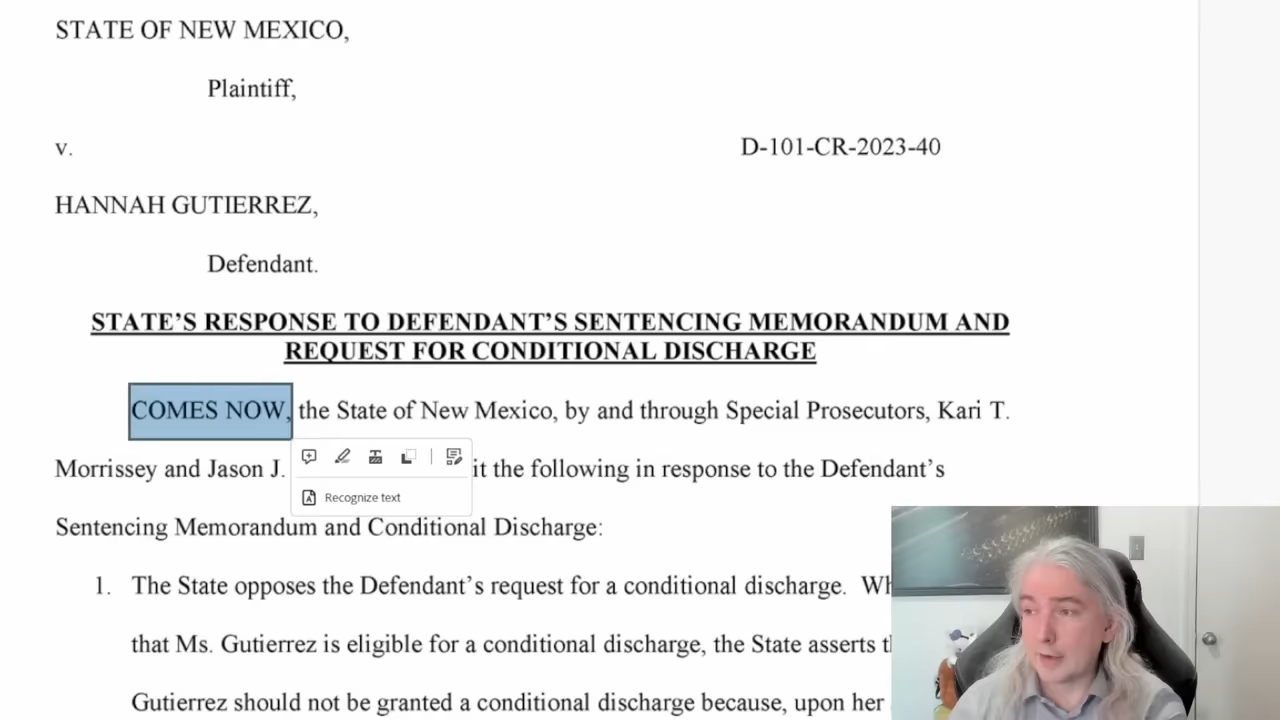 STATE OF NEW MEXICO,
Plaintiff,
v.
D-101-CR-2023-40
HANNAH GUTIERREZ,
Defendant.
STATE'S RESPONSE TO DEFENDANT'S SENTENCING MEMORANDUM AND
REQUEST FOR CONDITIONAL DISCHARGE
COMES NOW, the State of New Mexico, by and through Special Prosecutors, Kari T.
Morrissey and Jason J. it the following in response to the Defendant's
Recognize text
Sentencing Memorandum and Conditional Discharge:
1. The State opposes the Defendant's request for a conditional discharge.
that Ms. Gutierrez is eligible for a conditional discharge, the State asserts
Gutierrez should not be granted a conditional discharge because, upon her